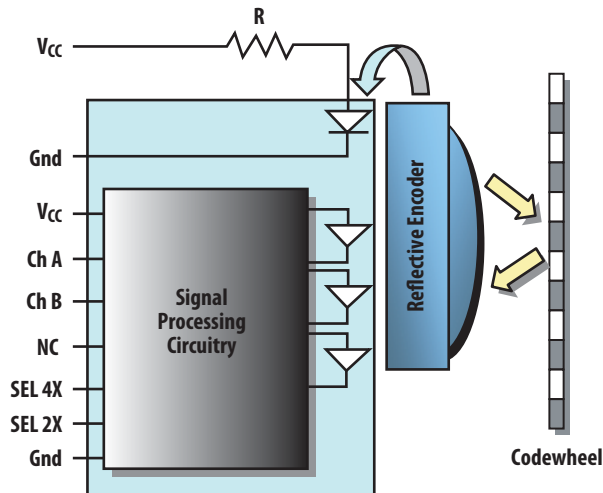 R
VCC
Gnd
VCC
Ch A
Ch B
NC
SEL 4X
SEL 2X
Gnd
Signal
Processing
Circuitry
Reflective Encoder
Codewheel